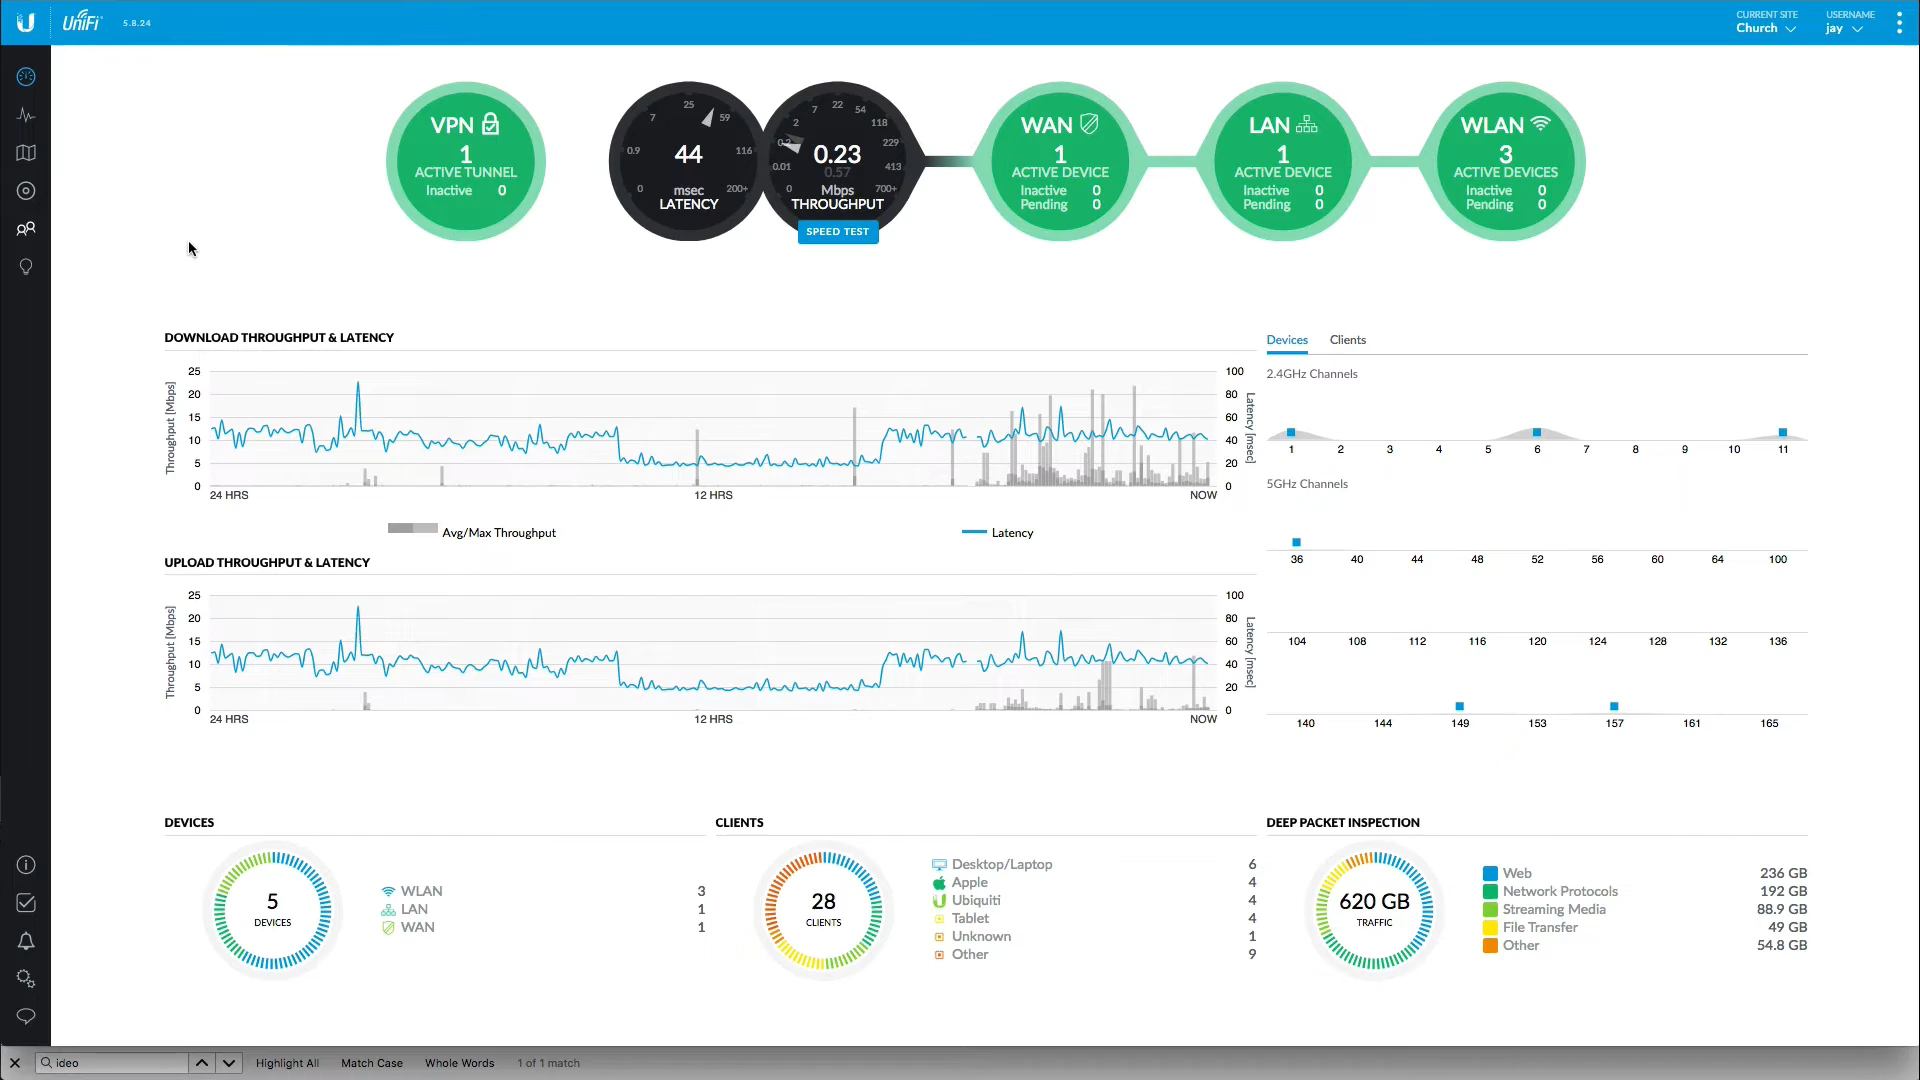 UniFi 5.8.24
CURRENT SITE
Church
USERNAME
jay
VPN
1
ACTIVE TUNNEL
Inactive 0
0 0.9 7 25 59 116 200+
44
msec
LATENCY
0 0.01 0.2 2 7 22 54 118 229 413 700+
0.23
0.57
Mbps
THROUGHPUT
SPEED TEST
WAN
1
ACTIVE DEVICE
Inactive 0
Pending 0
LAN
1
ACTIVE DEVICE
Inactive 0
Pending 0
WLAN
3
ACTIVE DEVICES
Inactive 0
Pending 0
DOWNLOAD THROUGHPUT & LATENCY
Throughput [Mbps]
25
20
15
10
5
0
100
80
60
40
20
0
Latency [msec]
24 HRS 12 HRS NOW
Avg/Max Throughput Latency
UPLOAD THROUGHPUT & LATENCY
Throughput [Mbps]
25
20
15
10
5
0
100
80
60
40
20
0
Latency [msec]
24 HRS 12 HRS NOW
Devices Clients
2.4GHz Channels
1 2 3 4 5 6 7 8 9 10 11
5GHz Channels
36 40 44 48 52 56 60 64 100
104 108 112 116 120 124 128 132 136
140 144 149 153 157 161 165
DEVICES
5
DEVICES
WLAN 3
LAN 1
WAN 1
CLIENTS
28
CLIENTS
Desktop/Laptop 6
Apple 4
Ubiquiti 4
Tablet 4
Unknown 1
Other 9
DEEP PACKET INSPECTION
620 GB
TRAFFIC
Web 236 GB
Network Protocols 192 GB
Streaming Media 88.9 GB
File Transfer 49 GB
Other 54.8 GB
ideo Highlight All Match Case Whole Words 1 of 1 match